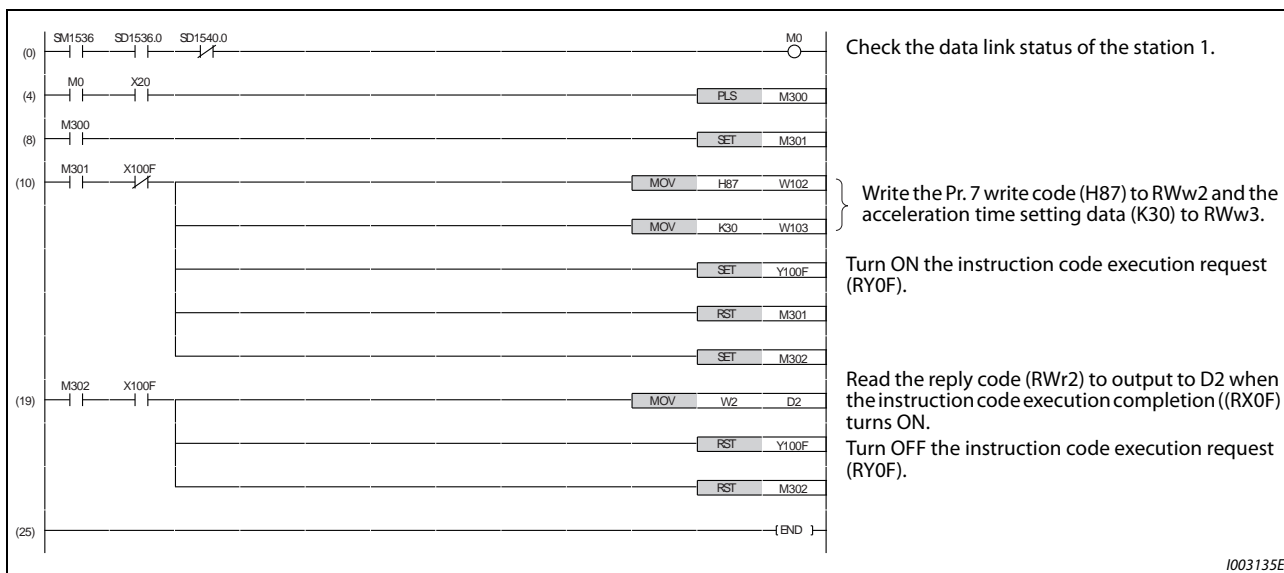 SM1536 SD1536.0 SD1540.0 M0
(0) Check the data link status of the station 1.
M0 X20
(4) PLS M300
M300
(8) SET M301
M301 X100F
(10) MOV H87 W102
Write the Pr. 7 write code (H87) to RWw2 and the
acceleration time setting data (K30) to RWw3.
MOV K30 W103
SET Y100F
Turn ON the instruction code execution request
(RY0F).
RST M301
SET M302
M302 X100F
(19) MOV W2 D2
Read the reply code (RWr2) to output to D2 when
the instruction code execution completion ((RX0F)
turns ON.
RST Y100F
Turn OFF the instruction code execution request
(RY0F).
RST M302
(25) END
I003135E